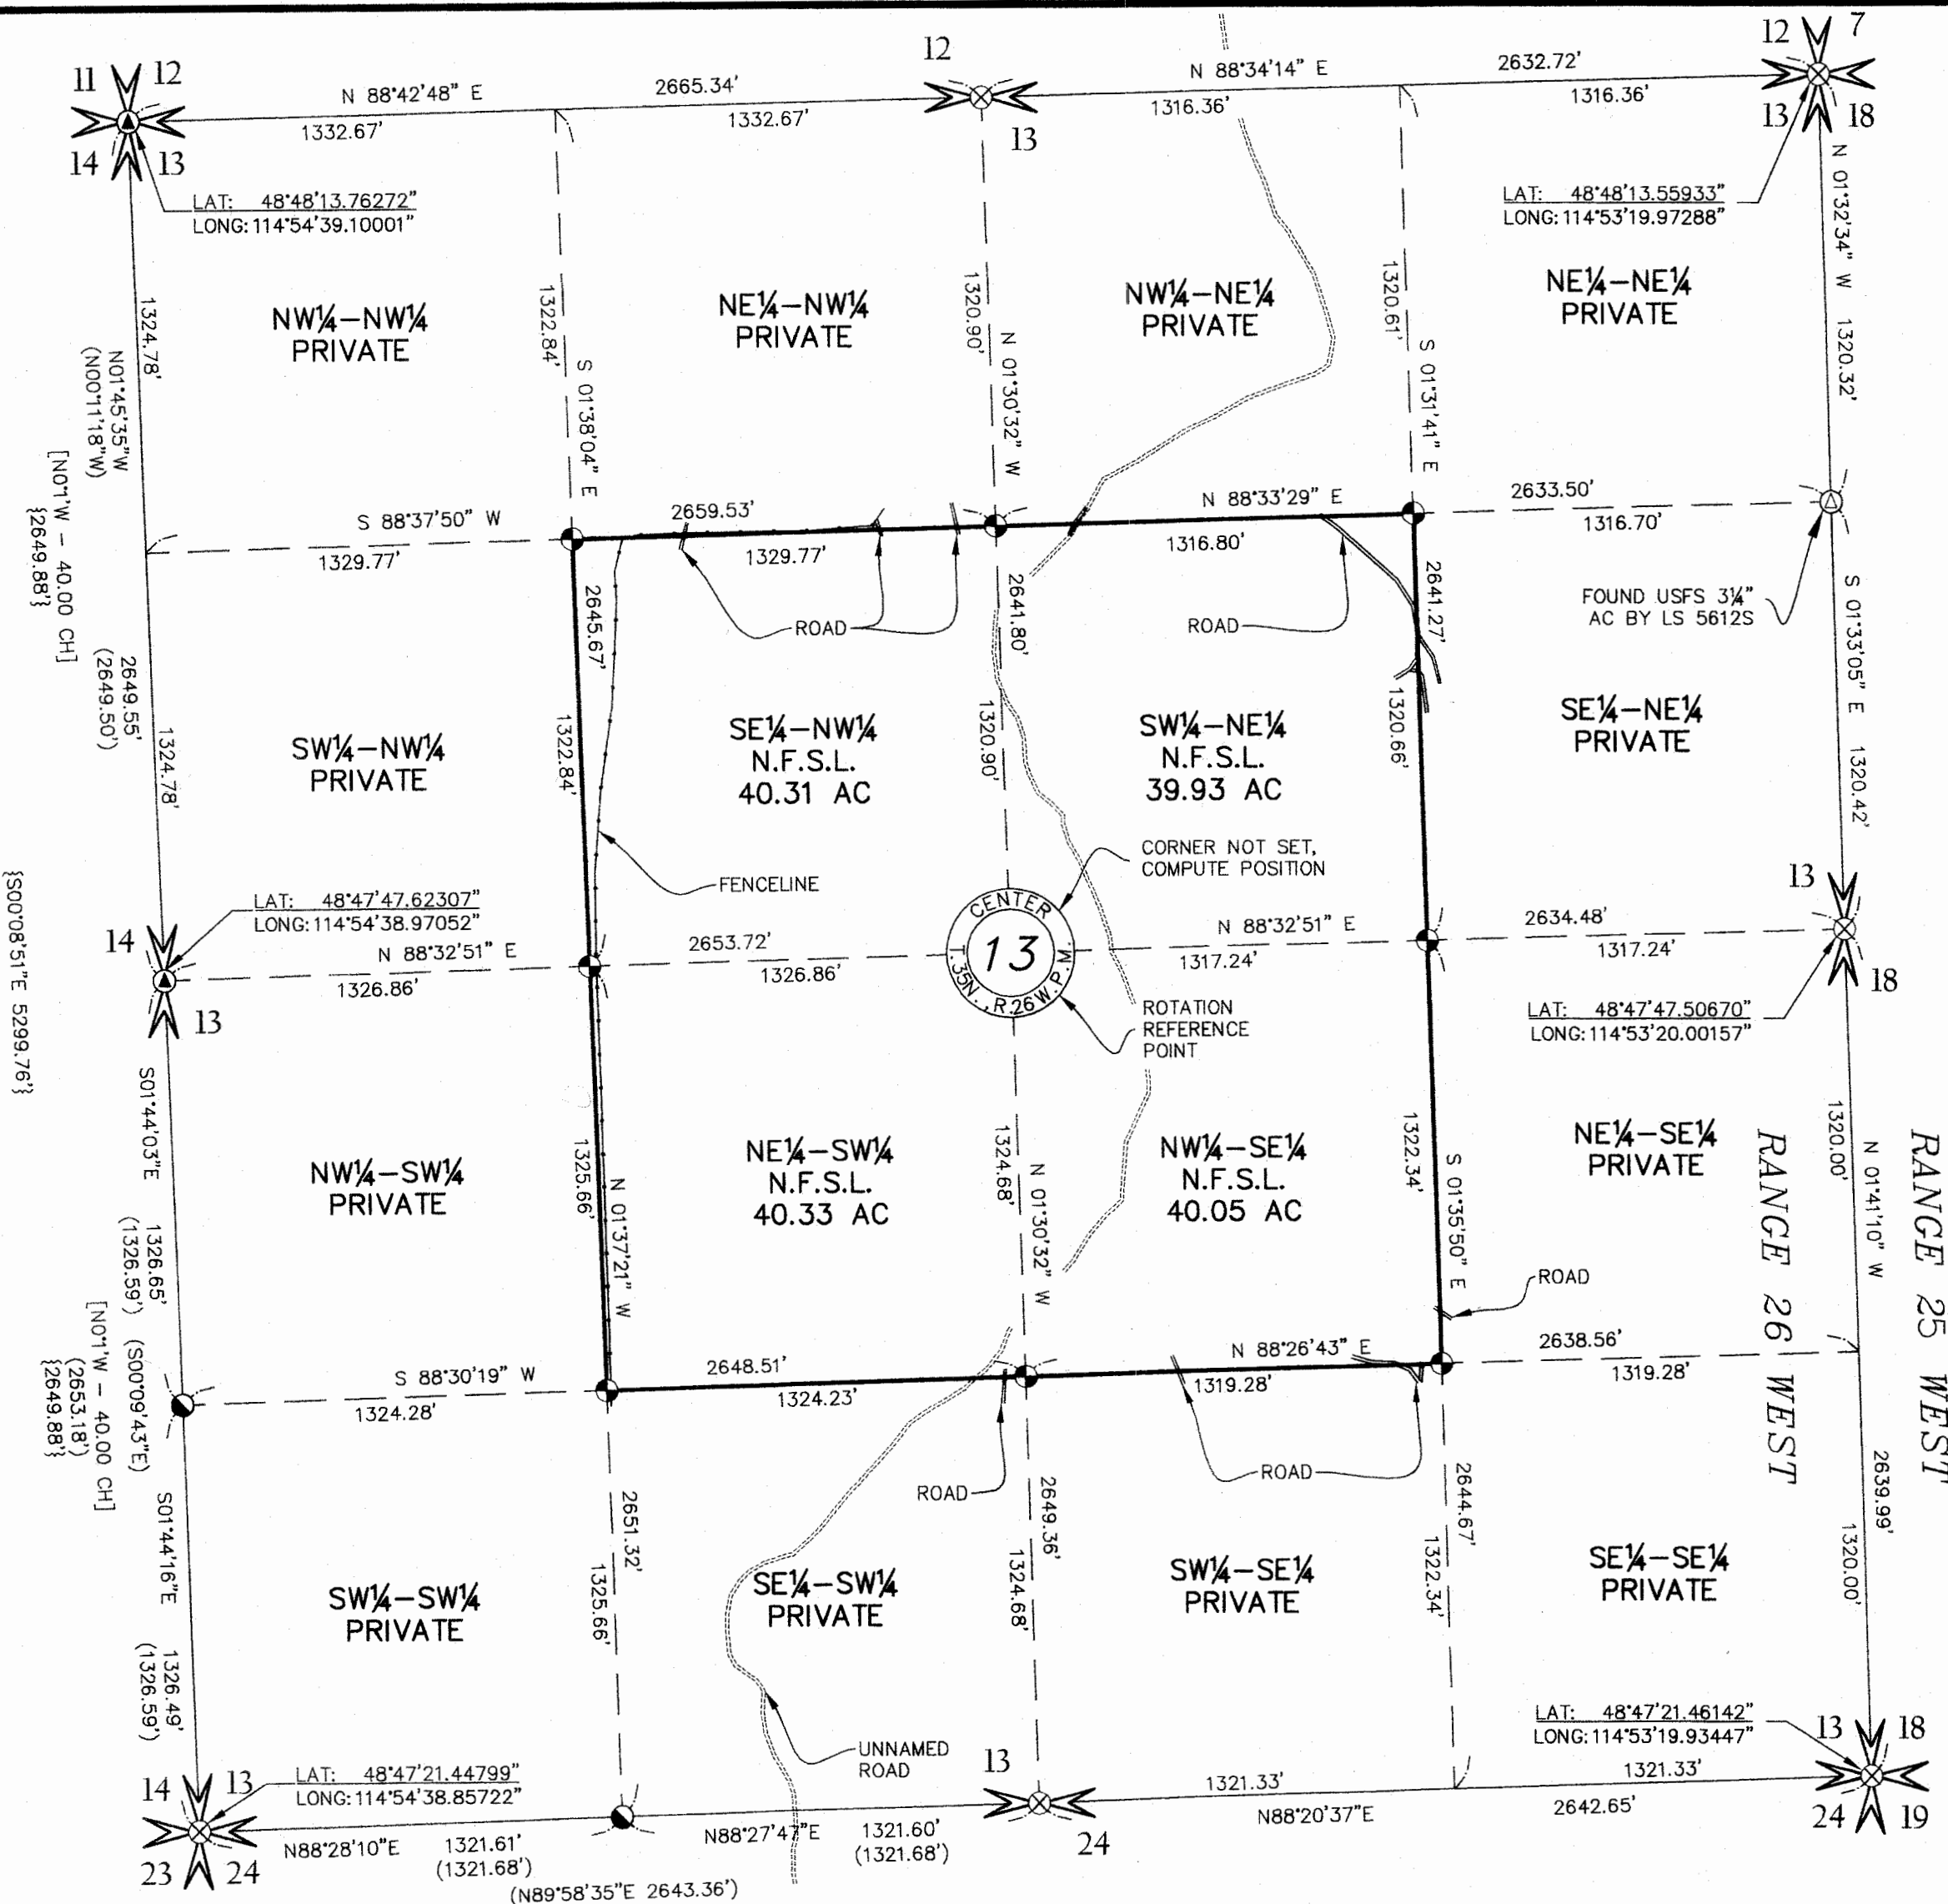 11 12
14 13
12
13
12 7
13 18
N 88°42'48" E
2665.34'
1332.67'
1332.67'
N 88°34'14" E
2632.72'
1316.36'
1316.36'
LAT: 48°48'13.76272"
LONG: 114°54'39.10001"
LAT: 48°48'13.55933"
LONG: 114°53'19.97288"
N 01°32'34" W 1320.32'
1324.78'
NW¼–NW¼
PRIVATE
1322.84'
S 01°38'04" E
NE¼–NW¼
PRIVATE
1320.90'
N 01°30'32" W
NW¼–NE¼
PRIVATE
1320.61'
S 01°31'41" E
NE¼–NE¼
PRIVATE
N01°45'35"W
(N00°11'18"W)
[N0°1'W – 40.00 CH]
{2649.88'}
S 88°37'50" W
1329.77'
2659.53'
1329.77'
N 88°33'29" E
1316.80'
2633.50'
1316.70'
FOUND USFS 3¼"
AC BY LS 5612S
ROAD
ROAD
2645.67'
2641.80'
2641.27'
S 01°33'05" E 1320.42'
2649.55'
(2649.50')
1324.78'
SW¼–NW¼
PRIVATE
1322.84'
SE¼–NW¼
N.F.S.L.
40.31 AC
1320.90'
SW¼–NE¼
N.F.S.L.
39.93 AC
1320.66'
SE¼–NE¼
PRIVATE
CORNER NOT SET,
COMPUTE POSITION
FENCELINE
{S00°08'51"E 5299.76'}
LAT: 48°47'47.62307"
LONG: 114°54'38.97052"
14
13
N 88°32'51" E
1326.86'
2653.72'
1326.86'
CENTER
13
T.35N., R.26W.P.M.
N 88°32'51" E
1317.24'
2634.48'
1317.24'
13
18
ROTATION
REFERENCE
POINT
LAT: 48°47'47.50670"
LONG: 114°53'20.00157"
S01°44'03"E
1326.65'
(1326.59')
(S00°09'43"E)
NW¼–SW¼
PRIVATE
1325.66'
N 01°37'21" W
NE¼–SW¼
N.F.S.L.
40.33 AC
1324.68'
N 01°30'32" W
NW¼–SE¼
N.F.S.L.
40.05 AC
1322.34'
S 01°35'50" E
NE¼–SE¼
PRIVATE
1320.00'
N 01°41'10" W
RANGE 26 WEST
RANGE 25 WEST
ROAD
[N0°1'W – 40.00 CH]
(2653.18')
{2649.88'}
S 88°30'19" W
1324.28'
2648.51'
1324.23'
N 88°26'43" E
1319.28'
2638.56'
1319.28'
ROAD
ROAD
S01°44'16"E
1326.49'
(1326.59')
2651.32'
1325.66'
2649.36'
1324.68'
2644.67'
1322.34'
2639.99'
1320.00'
SW¼–SW¼
PRIVATE
SE¼–SW¼
PRIVATE
SW¼–SE¼
PRIVATE
SE¼–SE¼
PRIVATE
UNNAMED
ROAD
LAT: 48°47'21.44799"
LONG: 114°54'38.85722"
LAT: 48°47'21.46142"
LONG: 114°53'19.93447"
14 13
23 24
13
24
13 18
24 19
N88°28'10"E
1321.61'
(1321.68')
N88°27'47"E
1321.60'
(1321.68')
(N89°58'35"E 2643.36')
1321.33'
N88°20'37"E
1321.33'
2642.65'